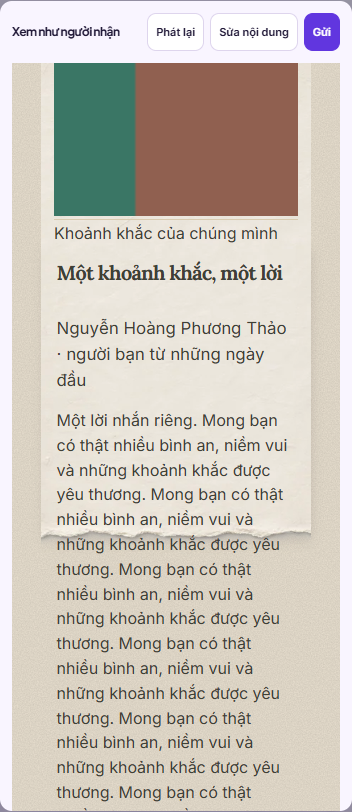 Xem như người nhận
Phát lại
Sửa nội dung
Gửi
Khoảnh khắc của chúng mình
Một khoảnh khắc, một lời
Nguyễn Hoàng Phương Thảo
· người bạn từ những ngày
đầu
Một lời nhắn riêng. Mong bạn
có thật nhiều bình an, niềm vui
và những khoảnh khắc được
yêu thương. Mong bạn có thật
nhiều bình an, niềm vui và
những khoảnh khắc được yêu
thương. Mong bạn có thật
nhiều bình an, niềm vui và
những khoảnh khắc được yêu
thương. Mong bạn có thật
nhiều bình an, niềm vui và
những khoảnh khắc được yêu
thương. Mong bạn có thật
nhiều bình an, niềm vui và
những khoảnh khắc được yêu
thương. Mong bạn có thật